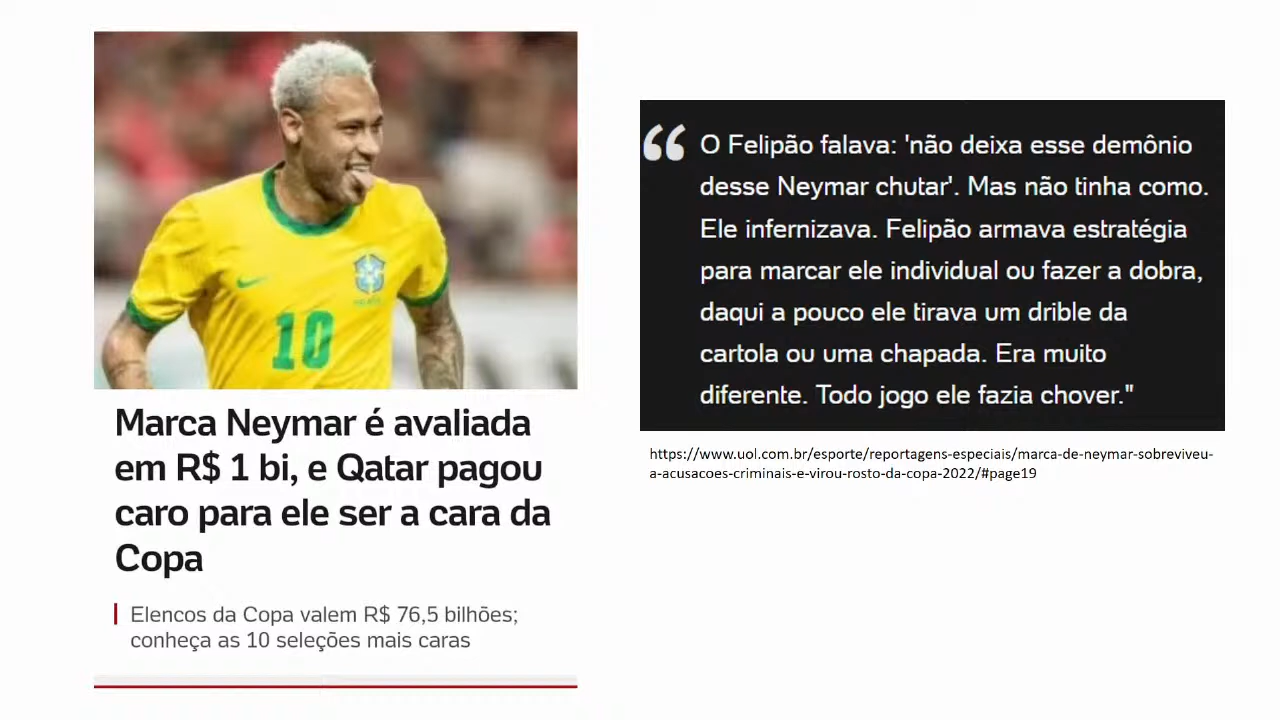 10
Marca Neymar é avaliada
em R$ 1 bi, e Qatar pagou
caro para ele ser a cara da
Copa
Elencos da Copa valem R$ 76,5 bilhões;
conheça as 10 seleções mais caras
“ O Felipão falava: 'não deixa esse demônio
desse Neymar chutar'. Mas não tinha como.
Ele infernizava. Felipão armava estratégia
para marcar ele individual ou fazer a dobra,
daqui a pouco ele tirava um drible da
cartola ou uma chapada. Era muito
diferente. Todo jogo ele fazia chover."
https://www.uol.com.br/esporte/reportagens-especiais/marca-de-neymar-sobreviveu-
a-acusacoes-criminais-e-virou-rosto-da-copa-2022/#page19